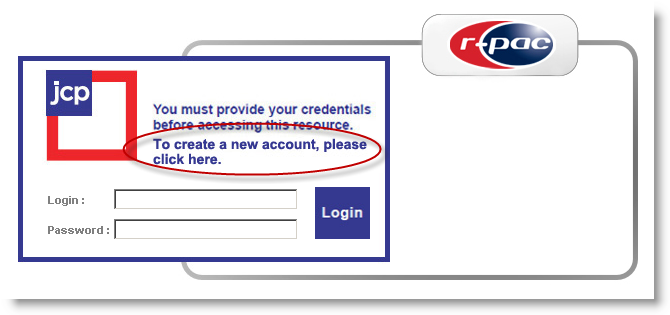 r-pac
jcp
You must provide your credentials
before accessing this resource.
To create a new account, please
click here.
Login :
Login
Password :